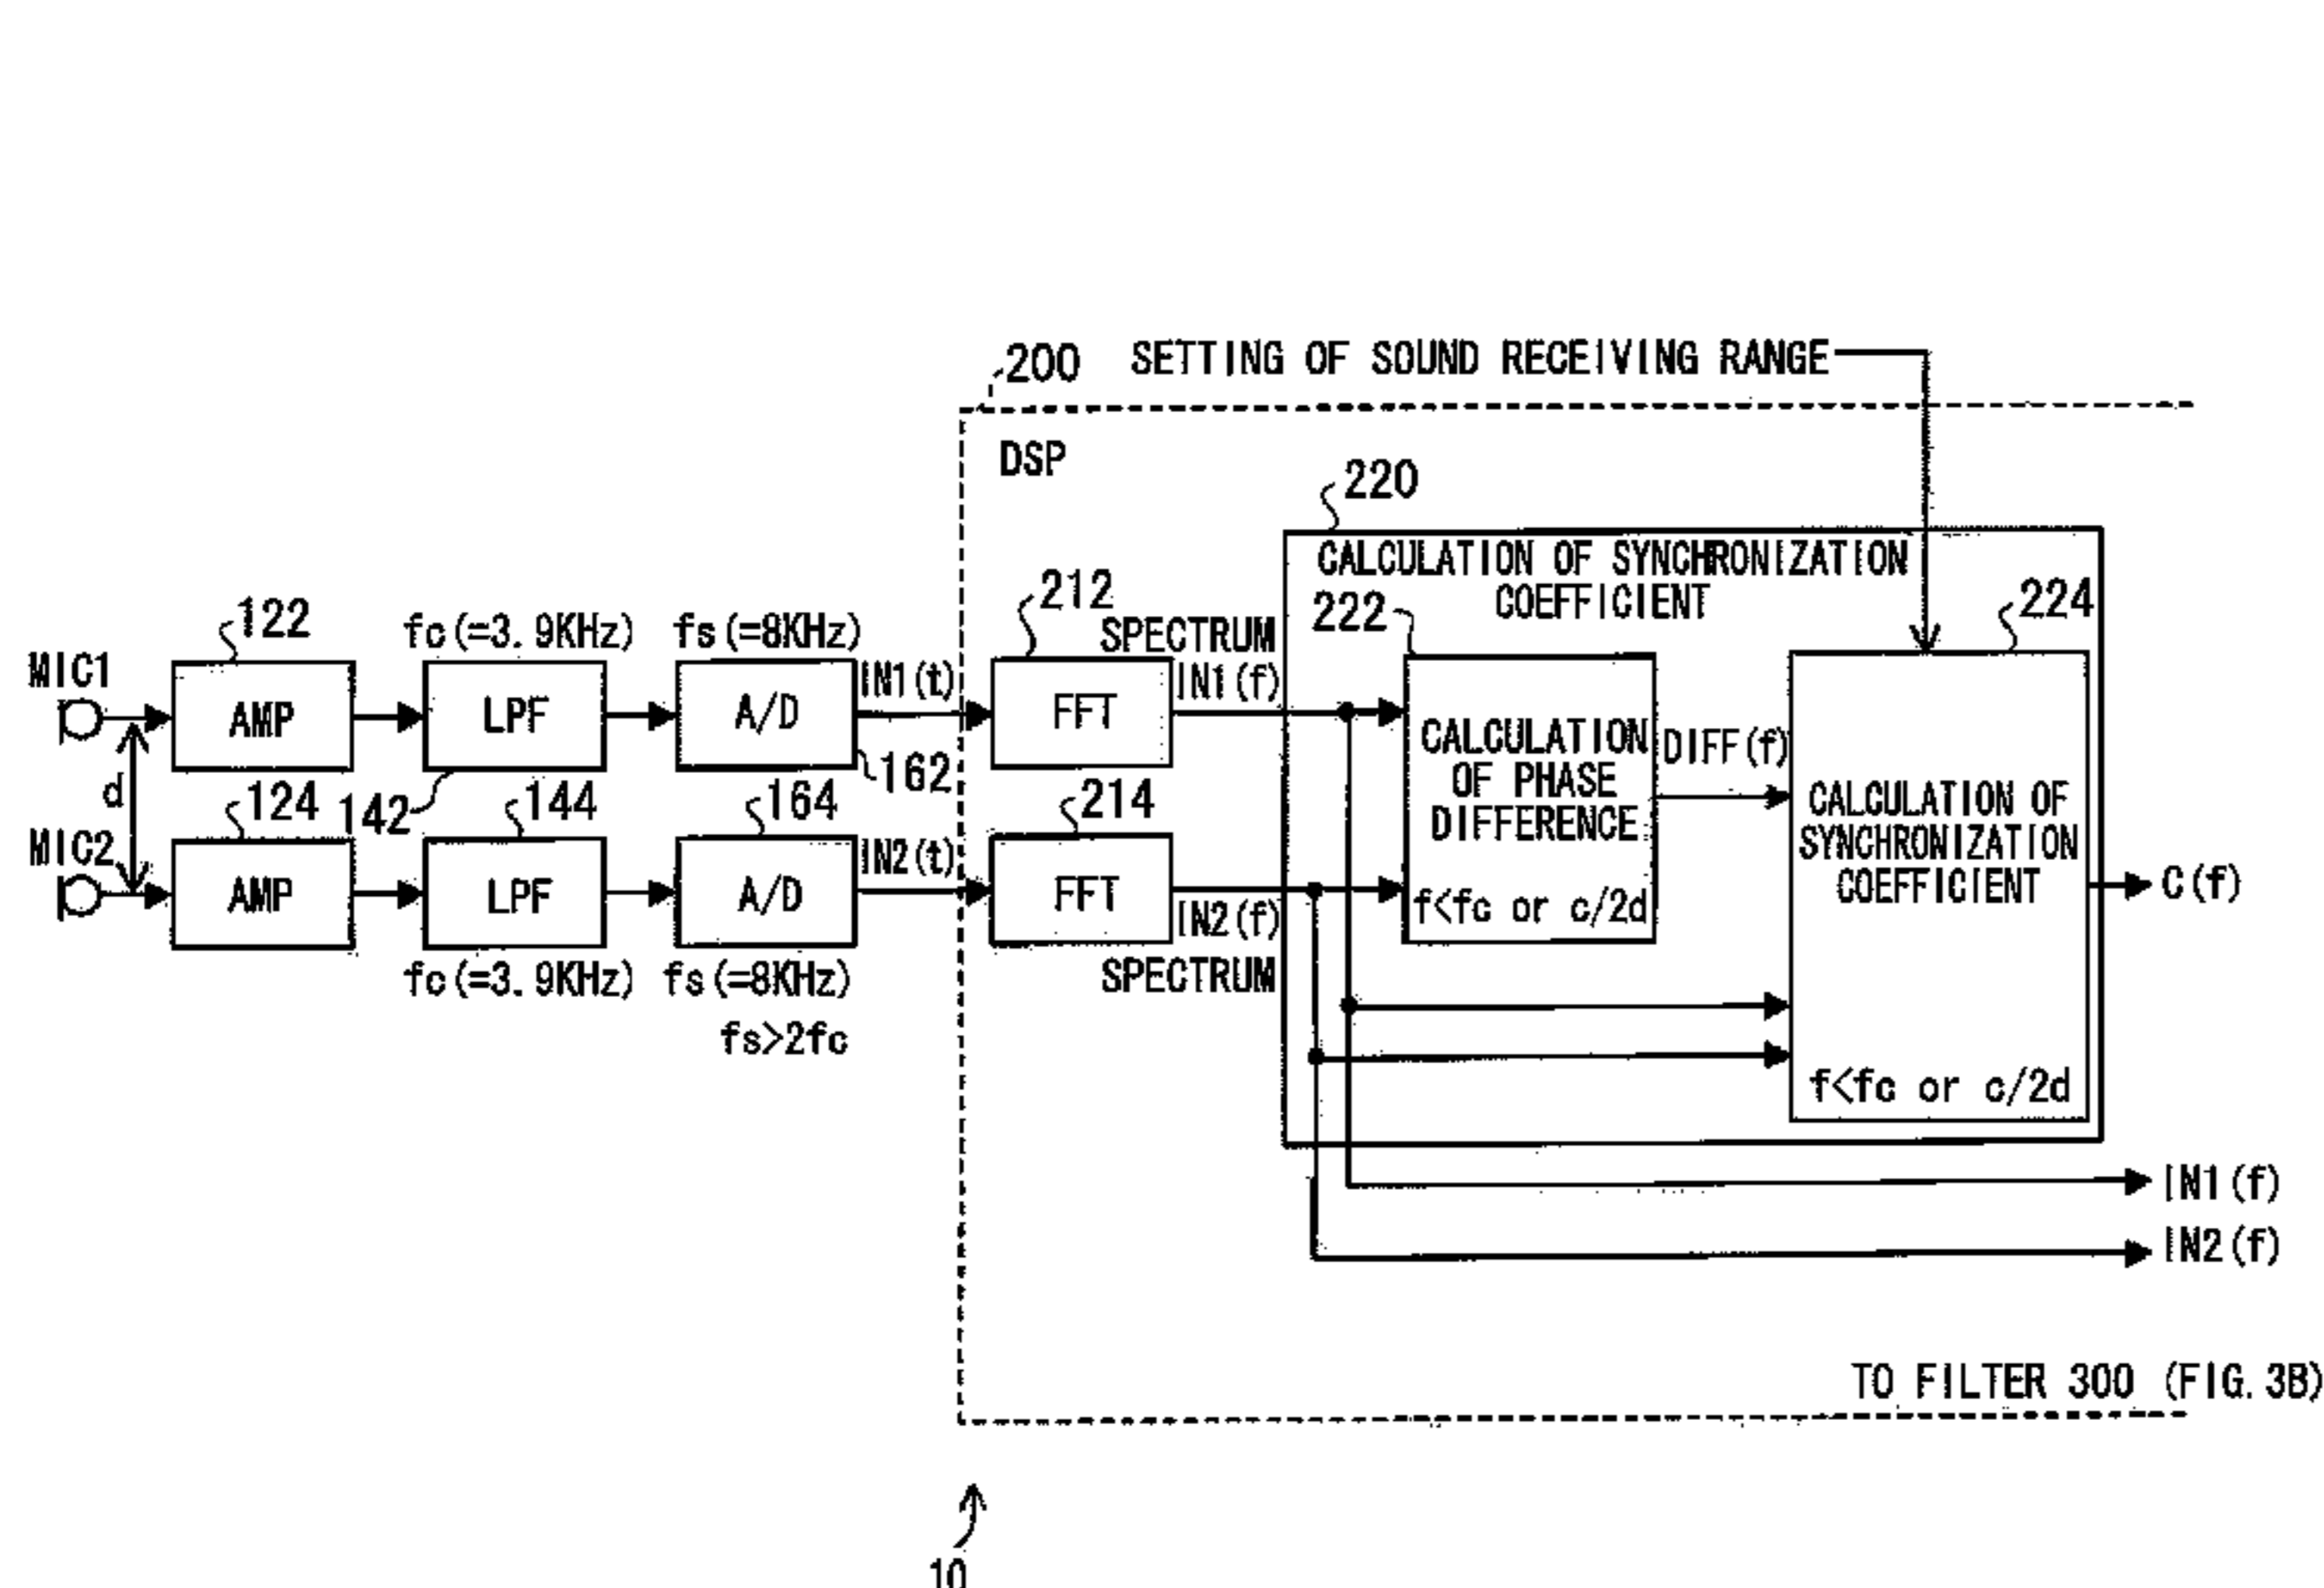 200 SETTING OF SOUND RECEIVING RANGE
DSP
220
CALCULATION OF SYNCHRONIZATION
COEFFICIENT
212
222
224
122
fc(=3.9KHz)
fs(=8KHz)
SPECTRUM
MIC1
AMP
LPF
A/D
IN1(t)
FFT
IN1(f)
CALCULATION
OF PHASE
DIFFERENCE
f<fc or c/2d
DIFF(f)
CALCULATION OF
SYNCHRONIZATION
COEFFICIENT
f<fc or c/2d
C(f)
162
d
124
142
144
164
214
MIC2
AMP
LPF
A/D
IN2(t)
FFT
IN2(f)
SPECTRUM
fc(=3.9KHz)
fs(=8KHz)
fs>2fc
IN1(f)
IN2(f)
TO FILTER 300 (FIG.3B)
10